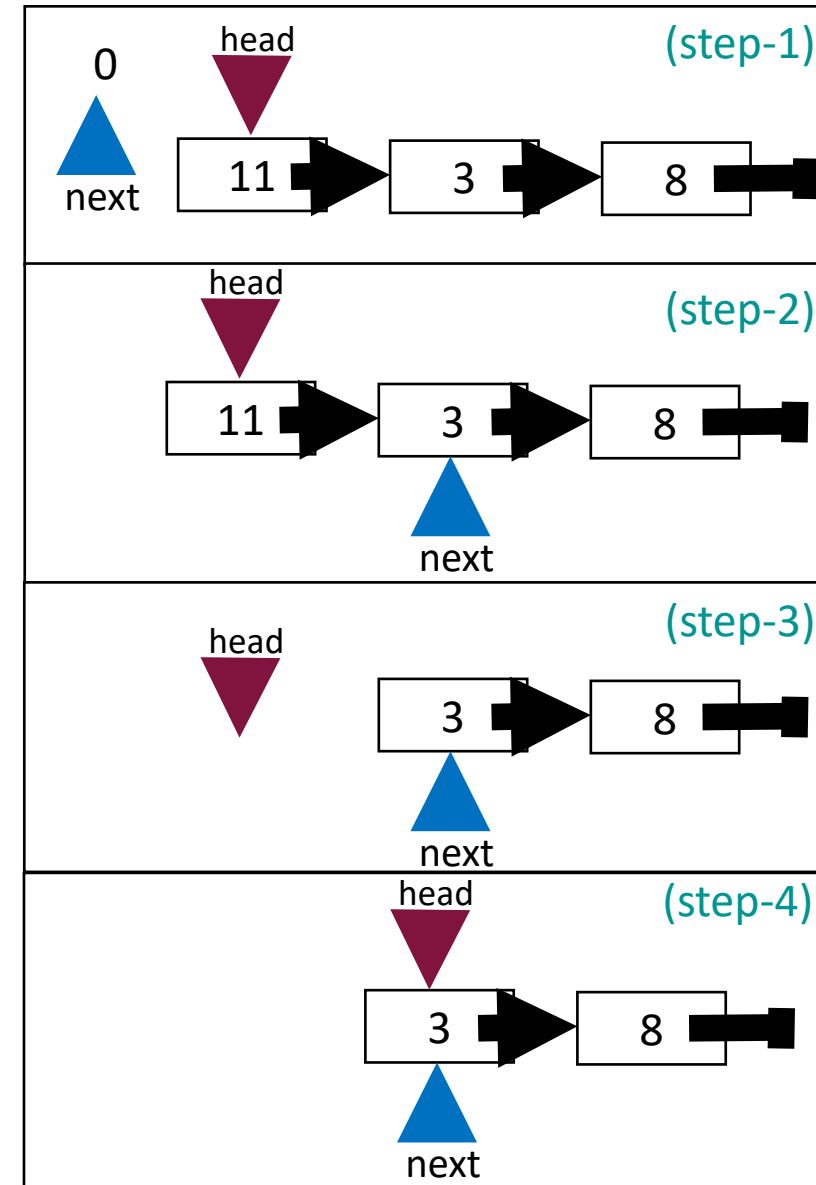 head
(step-1)
0
11
3
8
next
head
(step-2)
11
3
8
next
head
(step-3)
3
8
next
head
(step-4)
3
8
next